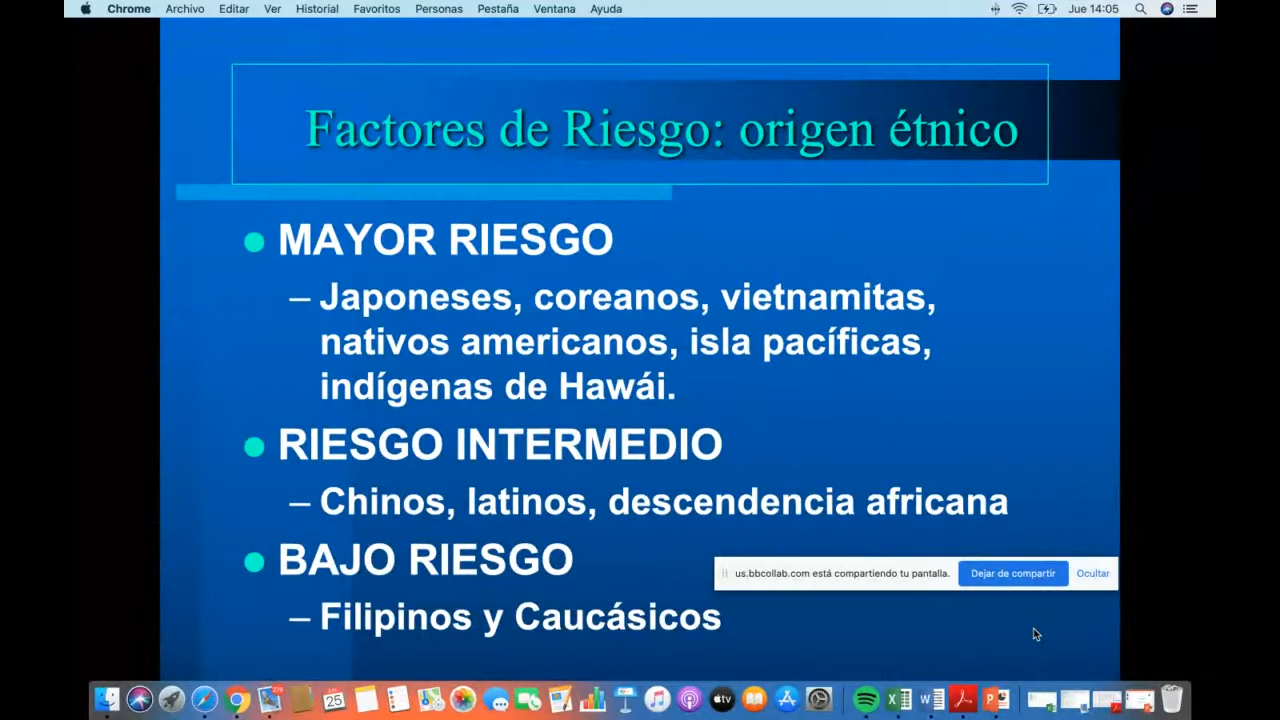 Chrome Archivo Editar Ver Historial Favoritos Personas Pestaña Ventana Ayuda Jue 14:05
Factores de Riesgo: origen étnico
MAYOR RIESGO
– Japoneses, coreanos, vietnamitas,
nativos americanos, isla pacíficas,
indígenas de Hawái.
RIESGO INTERMEDIO
– Chinos, latinos, descendencia africana
BAJO RIESGO
us.bbcollab.com está compartiendo tu pantalla. Dejar de compartir Ocultar
– Filipinos y Caucásicos
25
tv